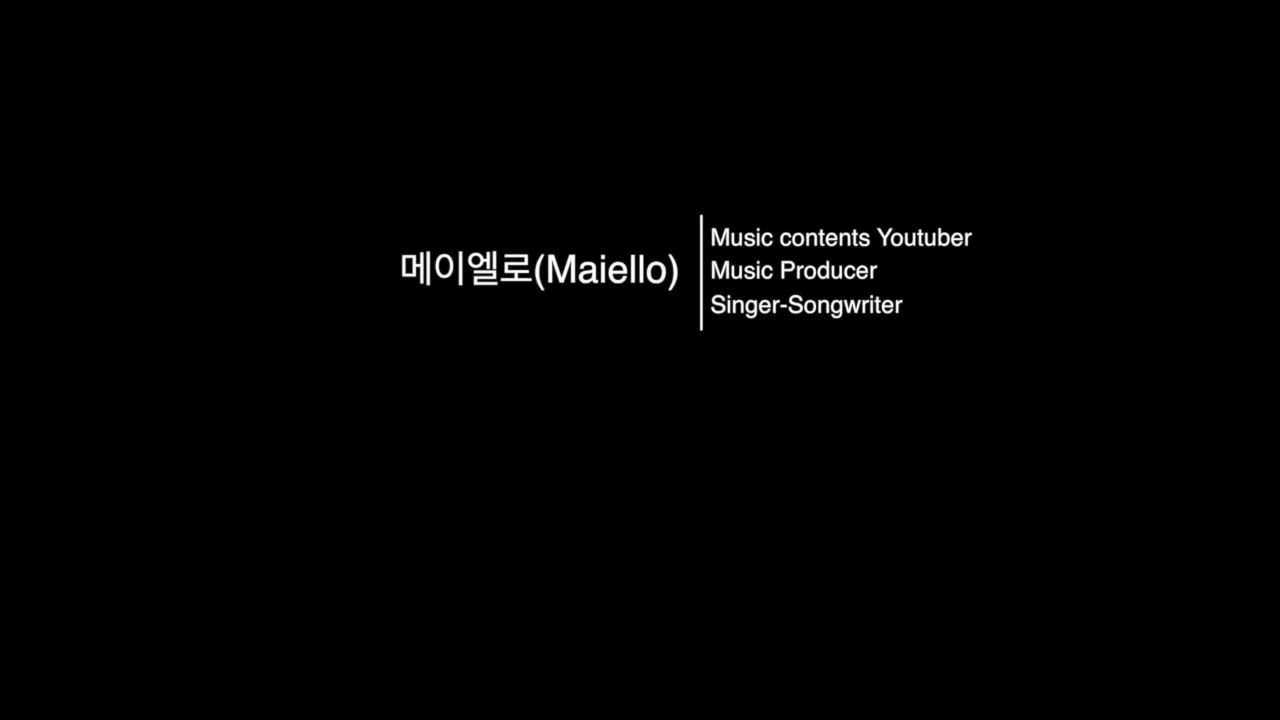 메이엘로(Maiello)
Music contents Youtuber
Music Producer
Singer-Songwriter